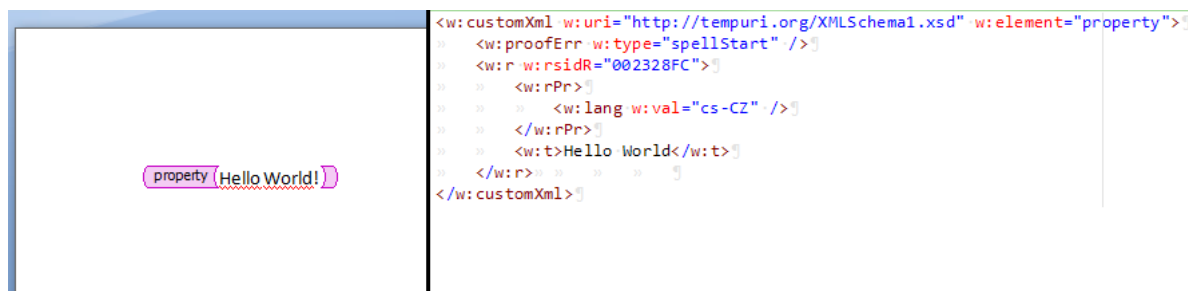 property Hello World!
<w:customXml w:uri="http://tempuri.org/XMLSchema1.xsd" w:element="property">
<w:proofErr w:type="spellStart" />
<w:r w:rsidR="002328FC">
<w:rPr>
<w:lang w:val="cs-CZ" />
</w:rPr>
<w:t>Hello World</w:t>
</w:r>
</w:customXml>